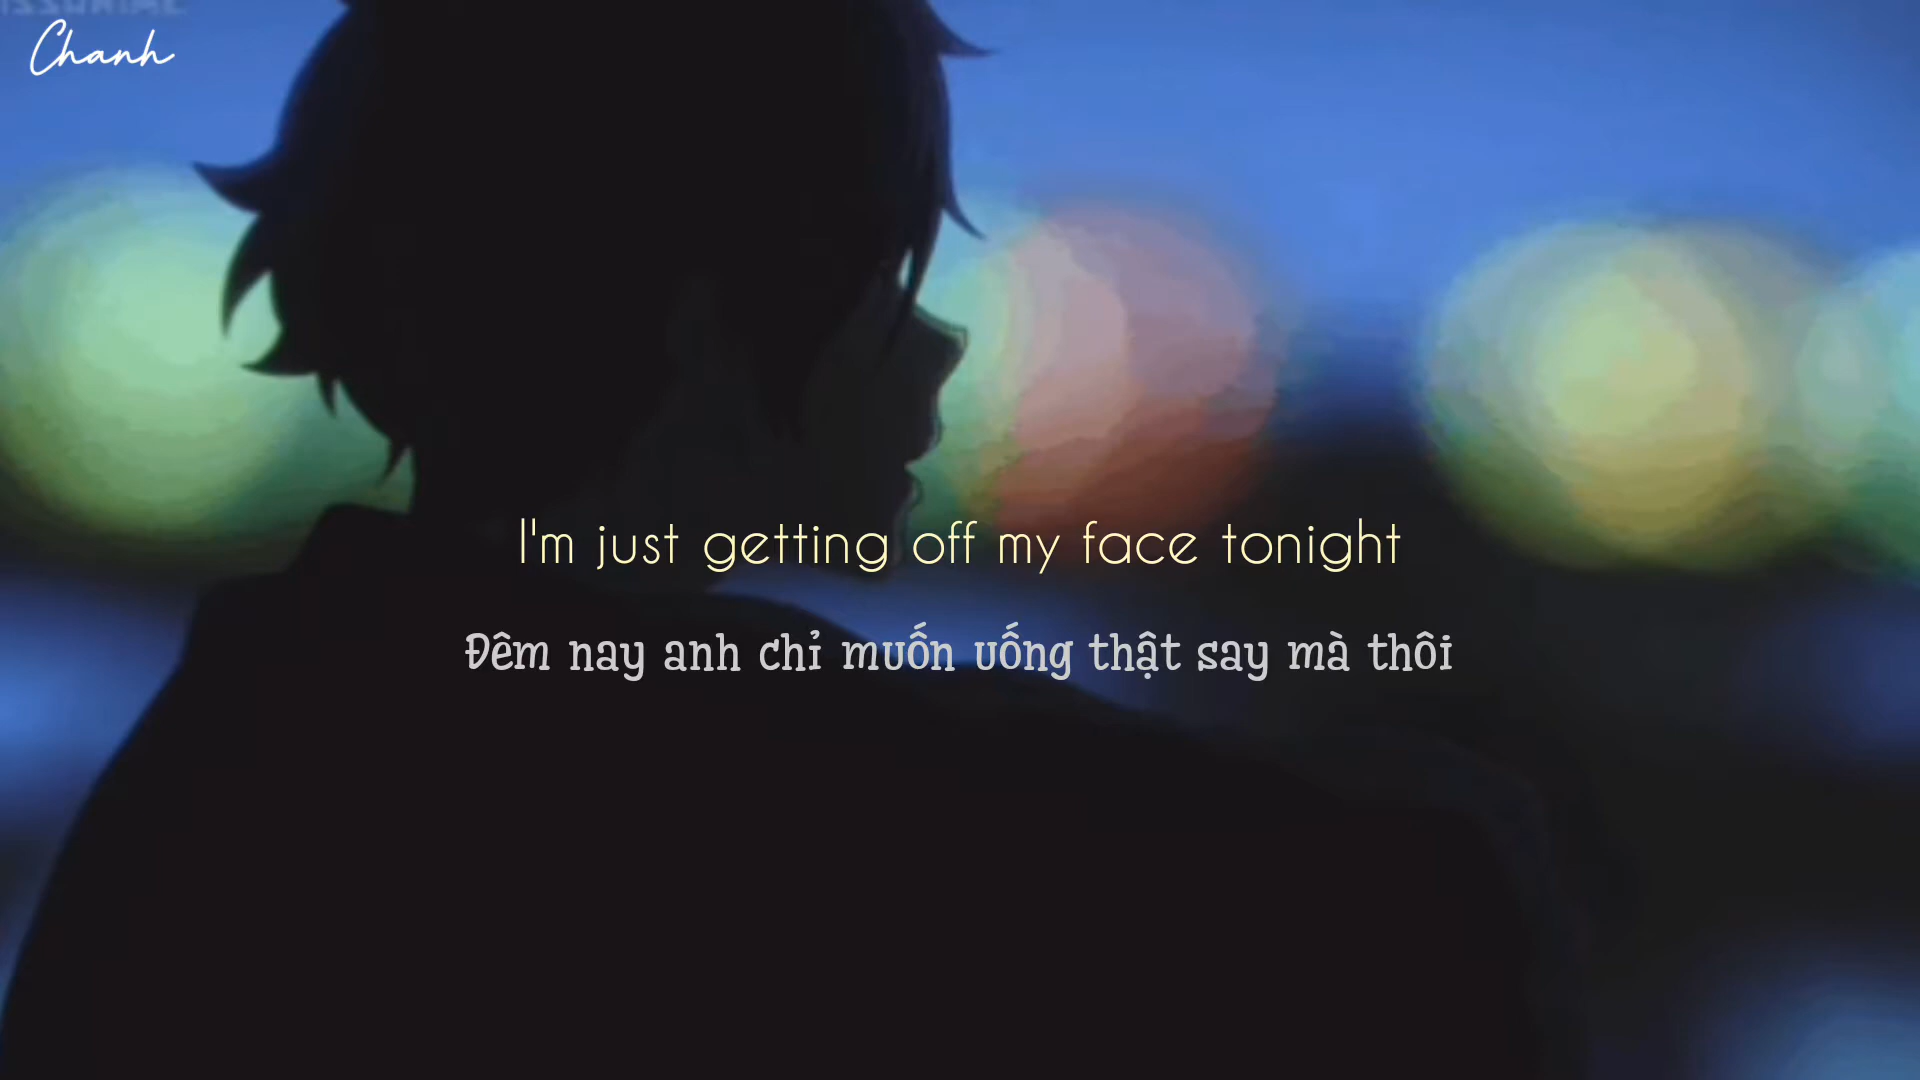 Chanh
I'm just getting off my face tonight
Đêm nay anh chỉ muốn uống thật say mà thôi